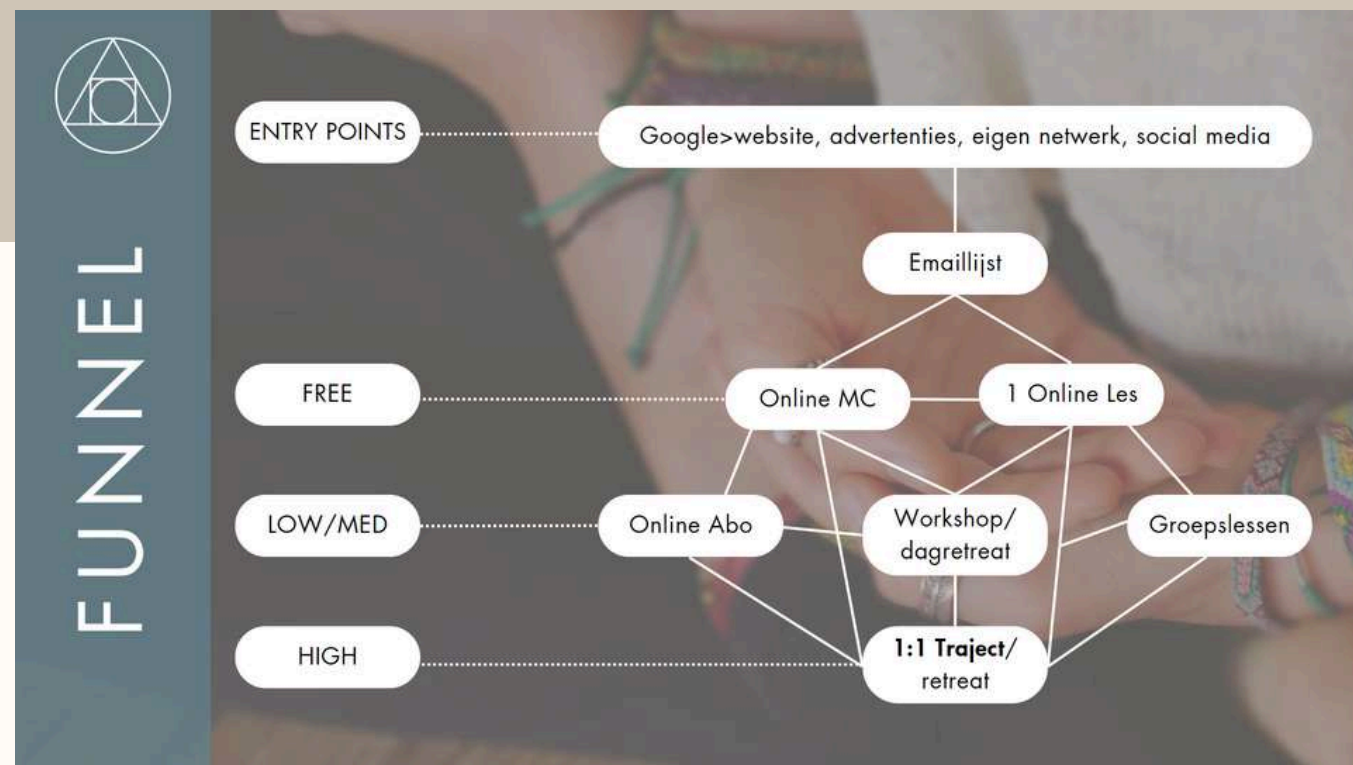 FUNNEL
ENTRY POINTS
Google>website, advertenties, eigen netwerk, social media
Emaillijst
FREE
Online MC
1 Online Les
LOW/MED
Online Abo
Workshop/
dagretreat
Groepslessen
HIGH
1:1 Traject/
retreat